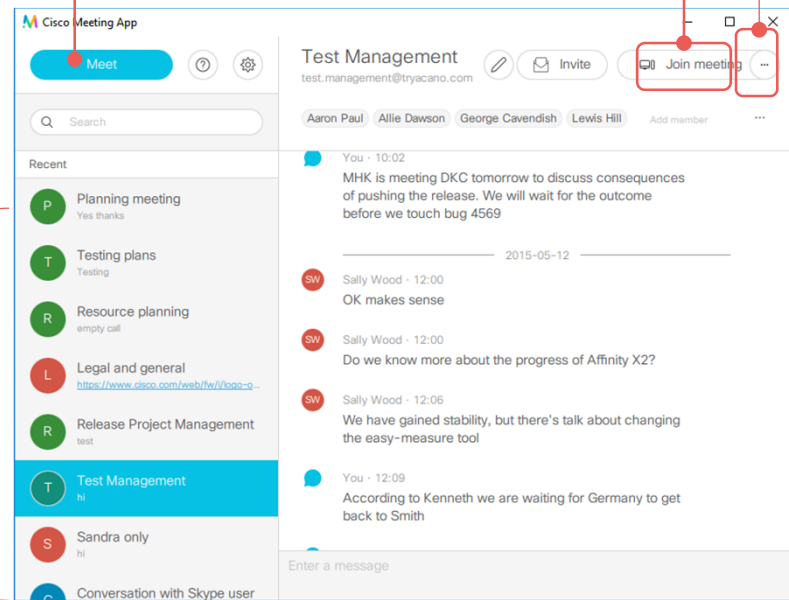 Cisco Meeting App
Meet
Search
Recent
P
Planning meeting
Yes thanks
T
Testing plans
Testing
R
Resource planning
empty call
L
Legal and general
https://www.cisco.com/web/fw/i/logo-o...
R
Release Project Management
test
T
Test Management
hi
S
Sandra only
hi
C
Conversation with Skype user
Test Management
test.management@tryacano.com
Invite
Join meeting
Aaron Paul Allie Dawson George Cavendish Lewis Hill Add member
You · 10:02
MHK is meeting DKC tomorrow to discuss consequences
of pushing the release. We will wait for the outcome
before we touch bug 4569
2015-05-12
SW
Sally Wood · 12:00
OK makes sense
SW
Sally Wood · 12:00
Do we know more about the progress of Affinity X2?
SW
Sally Wood · 12:06
We have gained stability, but there's talk about changing
the easy-measure tool
You · 12:09
According to Kenneth we are waiting for Germany to get
back to Smith
Enter a message